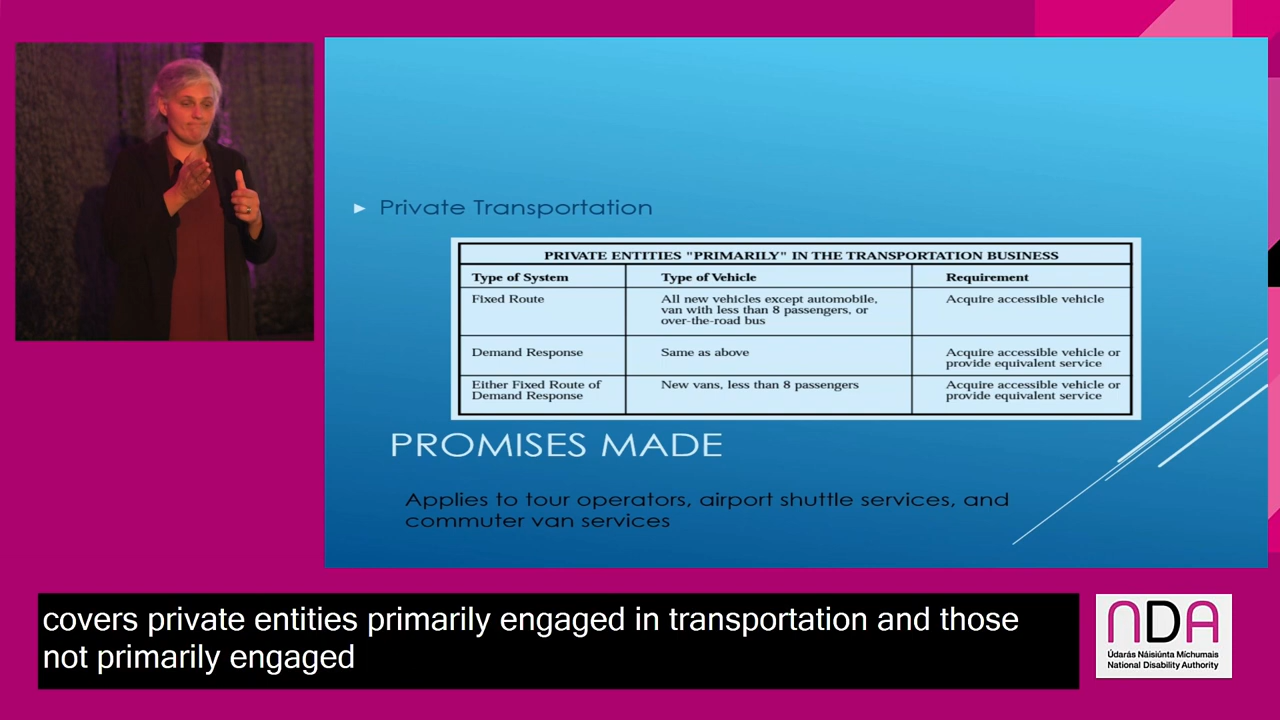 Private Transportation
PRIVATE ENTITIES "PRIMARILY" IN THE TRANSPORTATION BUSINESS
Type of System
Type of Vehicle
Requirement
Fixed Route
All new vehicles except automobile,
van with less than 8 passengers, or
over-the-road bus
Acquire accessible vehicle
Demand Response
Same as above
Acquire accessible vehicle or
provide equivalent service
Either Fixed Route of
Demand Response
New vans, less than 8 passengers
Acquire accessible vehicle or
provide equivalent service
PROMISES MADE
Applies to tour operators, airport shuttle services, and
commuter van services
covers private entities primarily engaged in transportation and those
not primarily engaged
NDA
Údarás Náisiúnta Míchumais
National Disability Authority